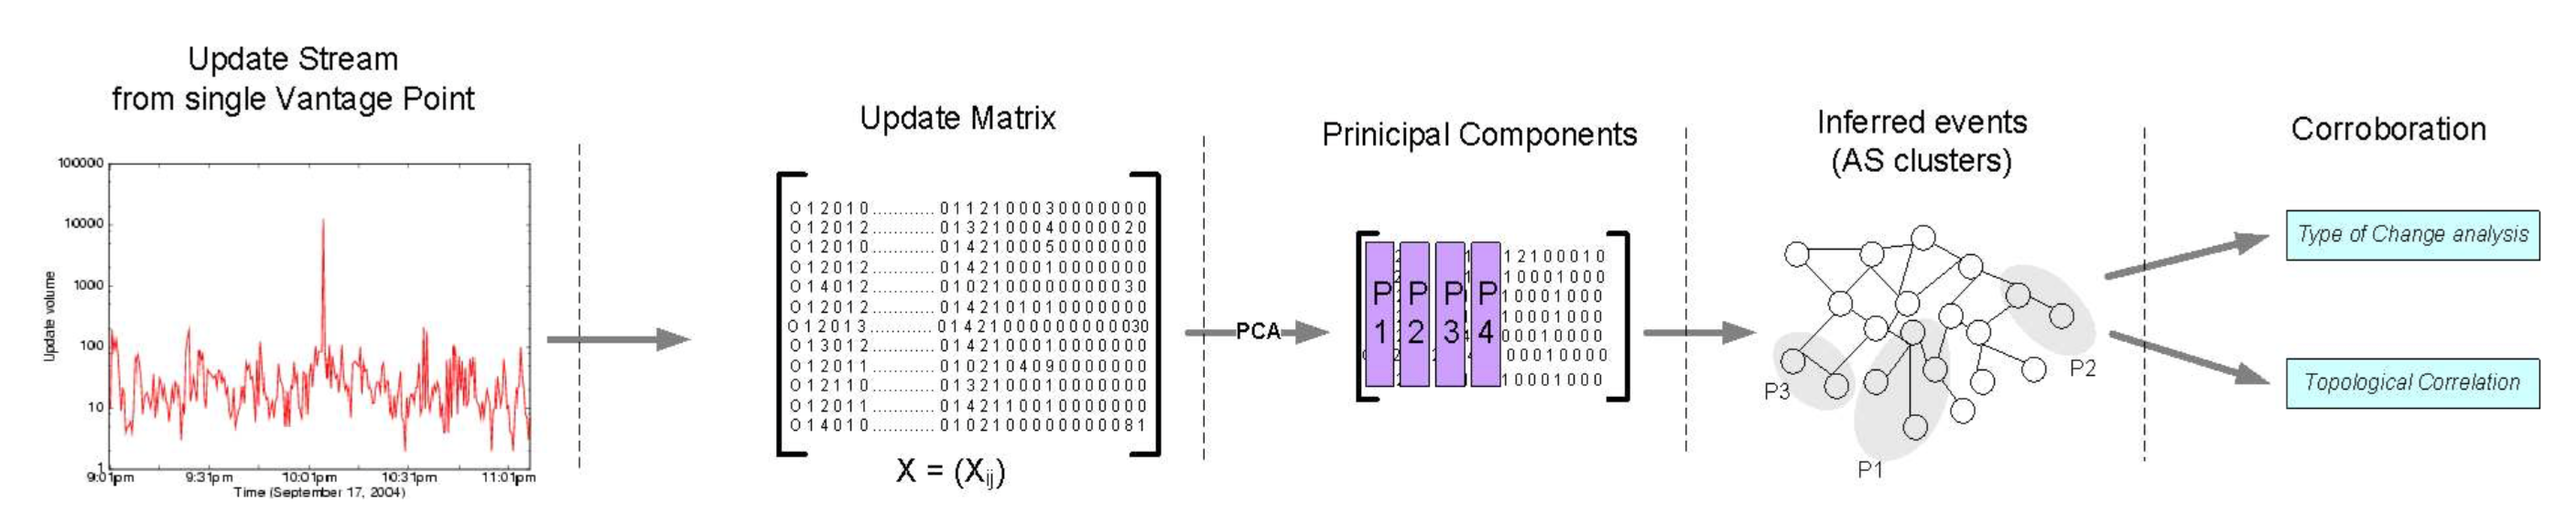 Update Stream
from single Vantage Point
100000
10000
1000
100
10
1
Update volume
9:01pm 9:31pm 10:01pm 10:31pm 11:01pm
Time (September 17, 2004)
Update Matrix
0 1 2 0 1 0 ............ 0 1 1 2 1 0 0 0 3 0 0 0 0 0 0 0
0 1 2 0 1 2 ............ 0 1 3 2 1 0 0 0 4 0 0 0 0 0 2 0
0 1 2 0 1 0 ............ 0 1 4 2 1 0 0 0 5 0 0 0 0 0 0 0
0 1 2 0 1 2 ............ 0 1 4 2 1 0 0 0 1 0 0 0 0 0 0 0
0 1 4 0 1 2 ............ 0 1 0 2 1 0 0 0 0 0 0 0 0 0 3 0
0 1 2 0 1 2 ............ 0 1 4 2 1 0 1 0 1 0 0 0 0 0 0 0
0 1 2 0 1 3 ............ 0 1 4 2 1 0 0 0 0 0 0 0 0 0 0 30
0 1 3 0 1 2 ............ 0 1 4 2 1 0 0 0 1 0 0 0 0 0 0 0
0 1 2 0 1 1 ............ 0 1 0 2 1 0 4 0 9 0 0 0 0 0 0 0
0 1 2 1 1 0 ............ 0 1 3 2 1 0 0 0 1 0 0 0 0 0 0 0
0 1 2 0 1 1 ............ 0 1 4 2 1 1 0 0 1 0 0 0 0 0 0 0
0 1 4 0 1 0 ............ 0 1 0 2 1 0 0 0 0 0 0 0 0 0 8 1
X = (Xij)
PCA
Prinicipal Components
P P P P
1 2 3 4
1 2 1 0 0 0 1 0
1 0 0 0 1 0 0 0
1 0 0 0 1 0 0 0
1 0 0 0 1 0 0 0
0 0 0 1 0 0 0 0
0 0 0 1 0 0 0 0
1 0 0 0 1 0 0 0
Inferred events
(AS clusters)
P3
P1
P2
Corroboration
Type of Change analysis
Topological Correlation